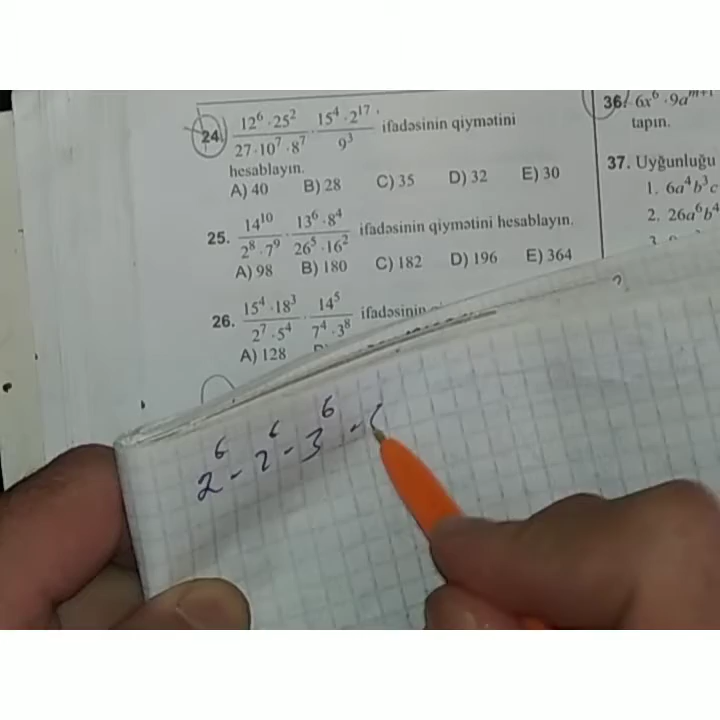 24. 12⁶ · 25² / 27 · 10⁷ · 8⁷ · 15⁴ · 2¹⁷ / 9³ ifadəsinin qiymətini
hesablayın.
A) 40 B) 28 C) 35 D) 32 E) 30
25. 14¹⁰ / 2⁸ · 7⁹ · 13⁶ · 8⁴ / 26⁵ · 16² ifadəsinin qiymətini hesablayın.
A) 98 B) 180 C) 182 D) 196 E) 364
26. 15⁴ · 18³ / 2⁷ · 5⁴ · 14⁵ / 7⁴ · 3⁸ ifadəsinin
A) 128
36. 6x⁶ · 9a
tapın.
37. Uyğunluğu
1. 6a⁴b³c
2. 26a⁶b⁴
2⁶ - 2⁶ - 3⁶ -